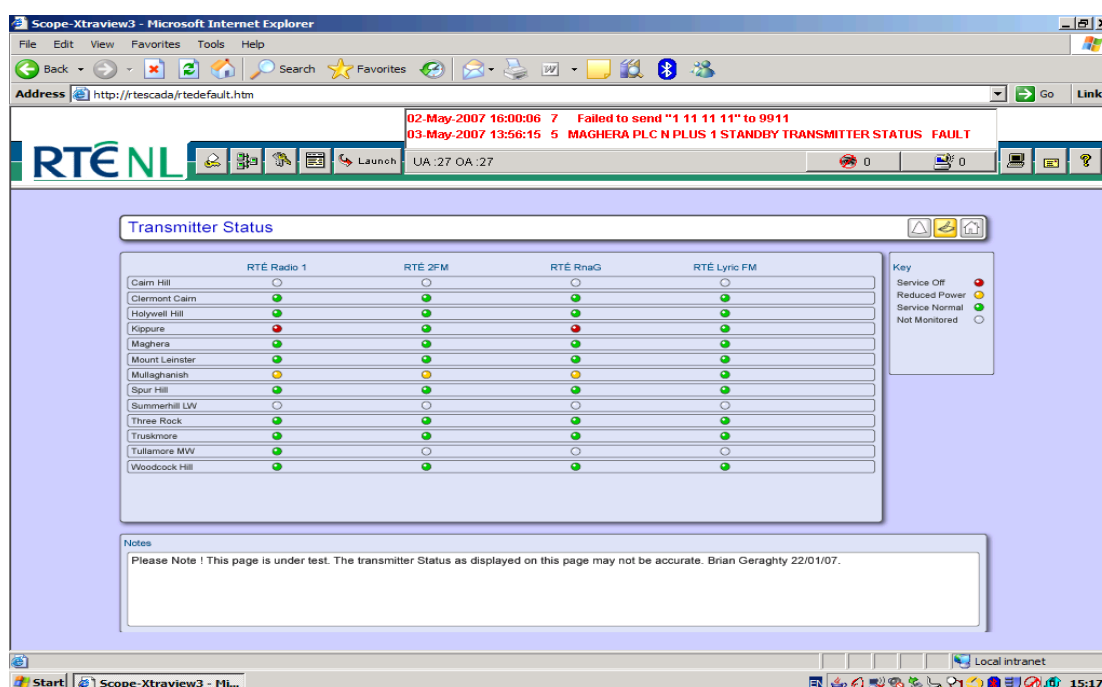 Scope-Xtraview3 - Microsoft Internet Explorer
File Edit View Favorites Tools Help
Back Search Favorites
Address http://rtescada/rtedefault.htm Go Link
02-May-2007 16:00:06 7 Failed to send "1 11 11 11" to 9911
03-May-2007 13:56:15 5 MAGHERA PLC N PLUS 1 STANDBY TRANSMITTER STATUS FAULT
RTÉ NL Launch UA :27 OA :27 0 0
Transmitter Status
RTÉ Radio 1 RTÉ 2FM RTÉ RnaG RTÉ Lyric FM
Cairn Hill
Clermont Cairn
Holywell Hill
Kippure
Maghera
Mount Leinster
Mullaghanish
Spur Hill
Summerhill LW
Three Rock
Truskmore
Tullamore MW
Woodcock Hill
Key
Service Off
Reduced Power
Service Normal
Not Monitored
Notes
Please Note ! This page is under test. The transmitter Status as displayed on this page may not be accurate. Brian Geraghty 22/01/07.
Local intranet
Start Scope-Xtraview3 - Mi... EN 15:17